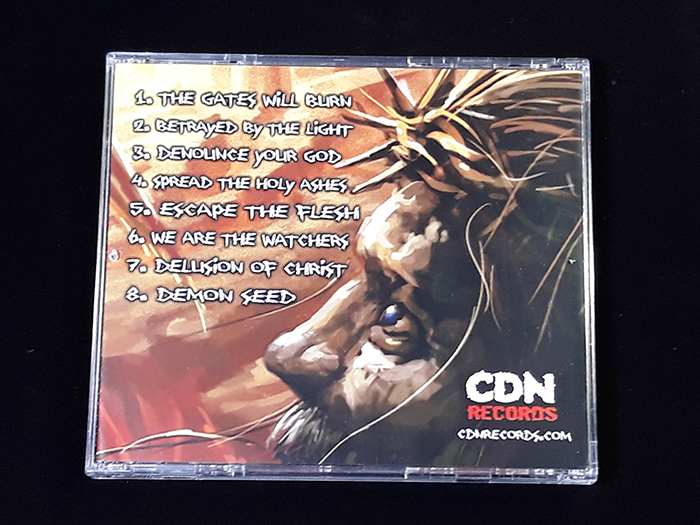 1. THE GATES WILL BURN
2. BETRAYED BY THE LIGHT
3. DENOUNCE YOUR GOD
4. SPREAD THE HOLY ASHES
5. ESCAPE THE FLESH
6. WE ARE THE WATCHERS
7. DELUSION OF CHRIST
8. DEMON SEED
CDN
RECORDS
CDNRECORDS.COM